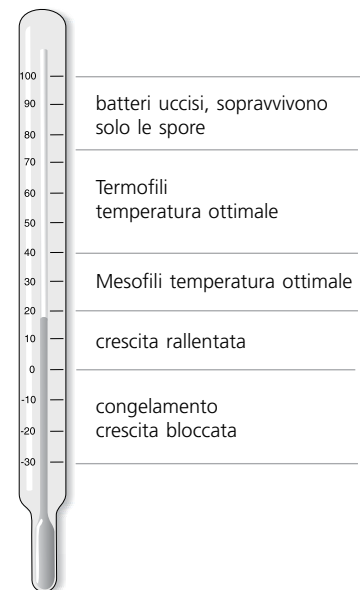 100
90
80
70
60
50
40
30
20
10
0
-10
-20
-30
batteri uccisi, sopravvivono
solo le spore
Termofili
temperatura ottimale
Mesofili temperatura ottimale
crescita rallentata
congelamento
crescita bloccata